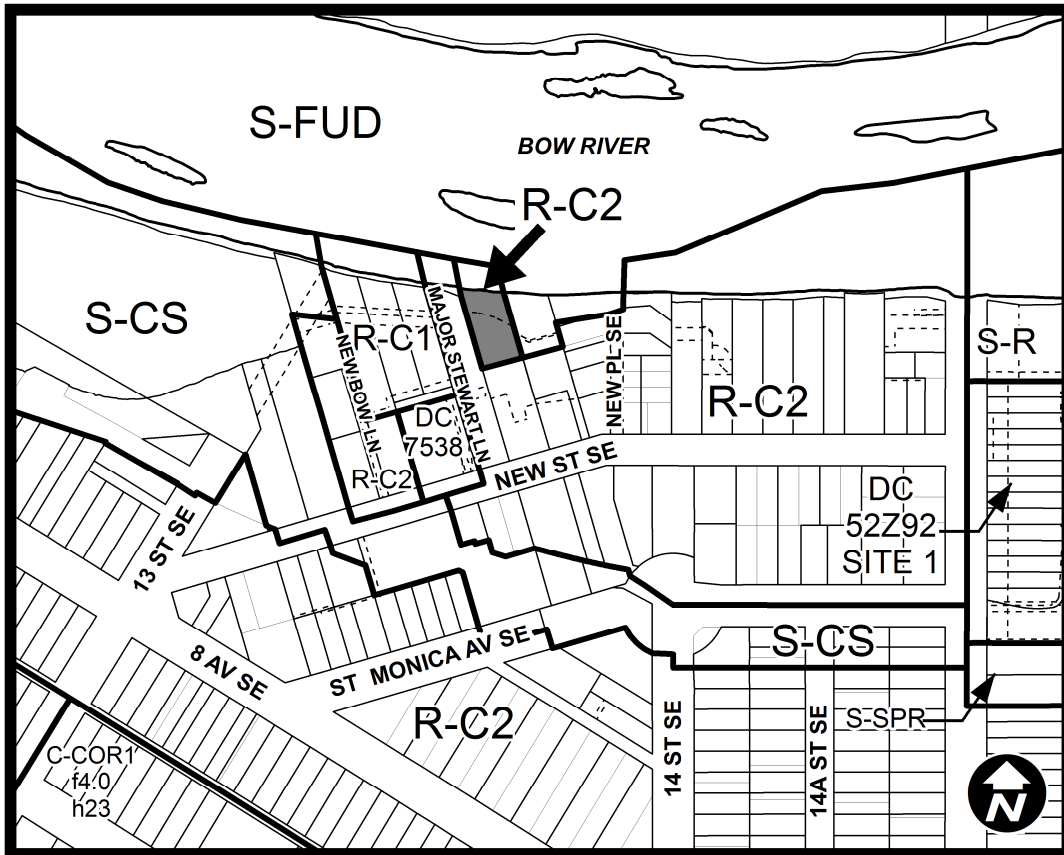 S-FUD
BOW RIVER
R-C2
S-CS
R-C1
MAJOR STEWART LN
NEW BOW LN
NEW PL SE
S-R
R-C2
DC
7538
R-C2
NEW ST SE
DC
52Z92
SITE 1
13 ST SE
8 AV SE
ST MONICA AV SE
S-CS
R-C2
S-SPR
14 ST SE
14A ST SE
C-COR1
f4.0
h23
N